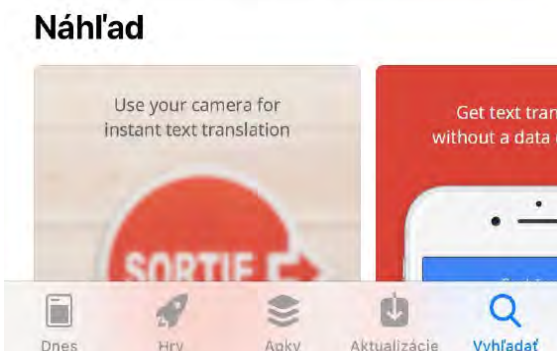 Náhľad
Use your camera for
instant text translation
Get text tran
without a data
SORTIE
Dnes
Hry
Apky
Aktualizácie
Vyhľadať